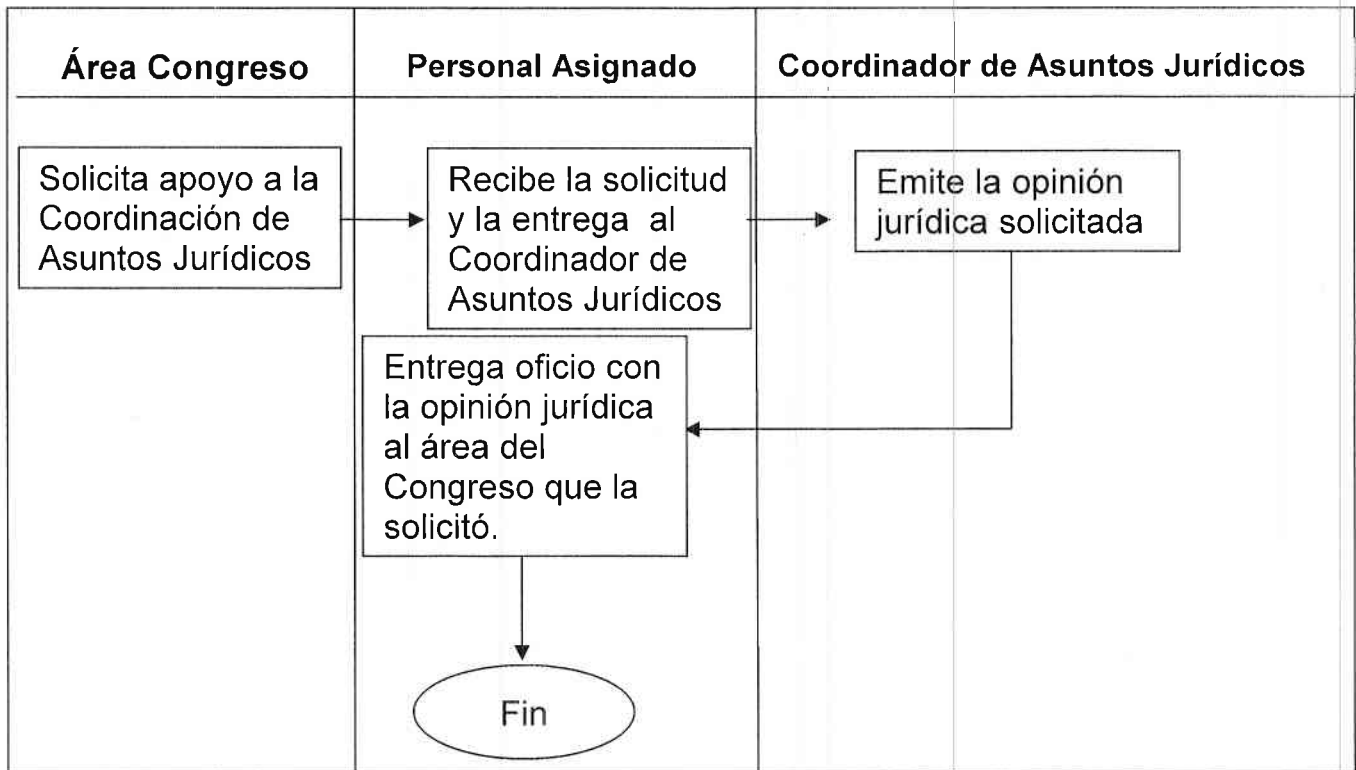 Área Congreso
Personal Asignado
Coordinador de Asuntos Jurídicos
Solicita apoyo a la
Coordinación de
Asuntos Jurídicos
Recibe la solicitud
y la entrega al
Coordinador de
Asuntos Jurídicos
Emite la opinión
jurídica solicitada
Entrega oficio con
la opinión jurídica
al área del
Congreso que la
solicitó.
Fin